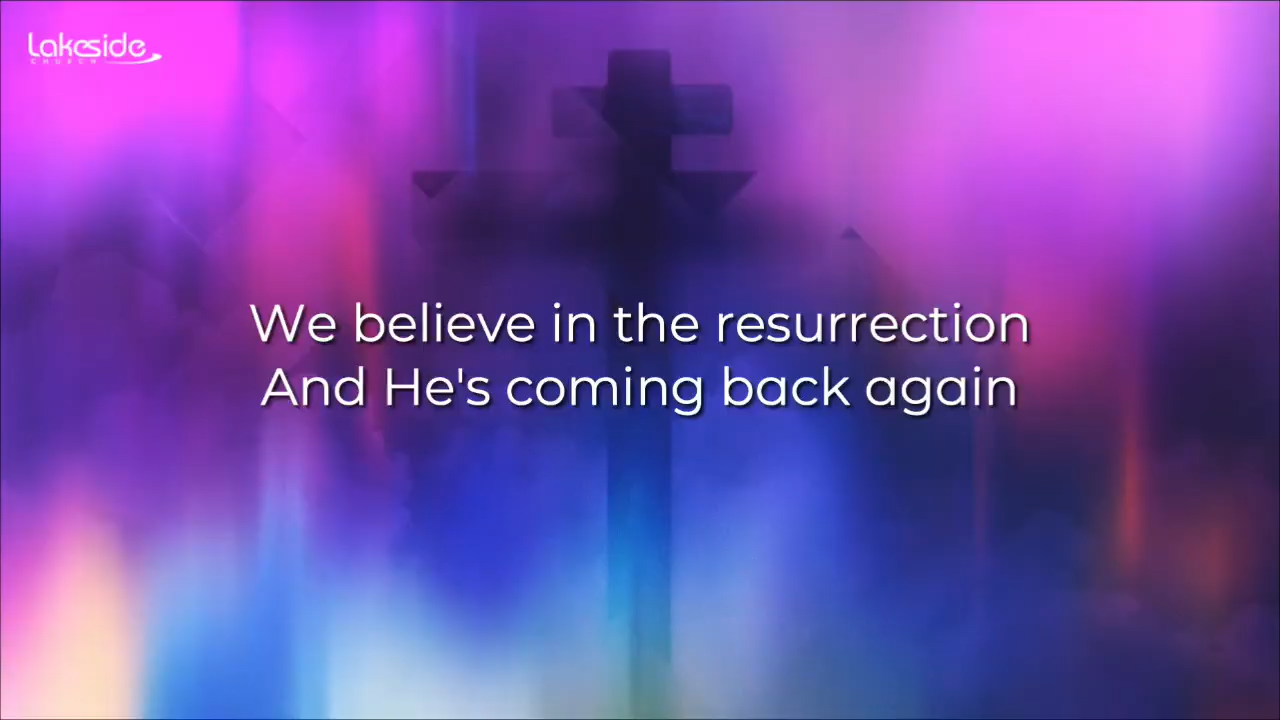 Lakeside
CHURCH
We believe in the resurrection
And He's coming back again